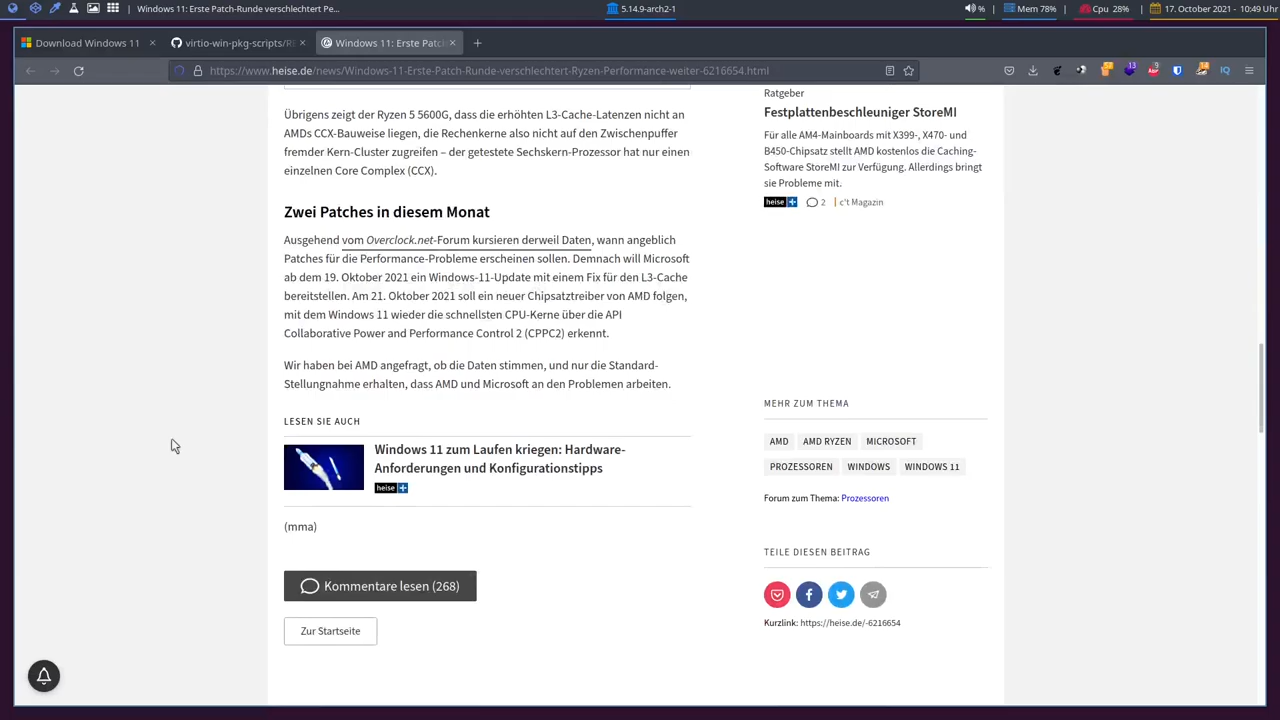 Windows 11: Erste Patch-Runde verschlechtert Pe...
5.14.9-arch2-1
%
Mem 78%
Cpu 28%
17. October 2021 - 10:49 Uhr
Download Windows 11
virtio-win-pkg-scripts/RE
Windows 11: Erste Patc
https://www.heise.de/news/Windows-11-Erste-Patch-Runde-verschlechtert-Ryzen-Performance-weiter-6216654.html
Übrigens zeigt der Ryzen 5 5600G, dass die erhöhten L3-Cache-Latenzen nicht an
AMDs CCX-Bauweise liegen, die Rechenkerne also nicht auf den Zwischenpuffer
fremder Kern-Cluster zugreifen – der getestete Sechskern-Prozessor hat nur einen
einzelnen Core Complex (CCX).
Zwei Patches in diesem Monat
Ausgehend vom Overclock.net-Forum kursieren derweil Daten, wann angeblich
Patches für die Performance-Probleme erscheinen sollen. Demnach will Microsoft
ab dem 19. Oktober 2021 ein Windows-11-Update mit einem Fix für den L3-Cache
bereitstellen. Am 21. Oktober 2021 soll ein neuer Chipsatztreiber von AMD folgen,
mit dem Windows 11 wieder die schnellsten CPU-Kerne über die API
Collaborative Power and Performance Control 2 (CPPC2) erkennt.
Wir haben bei AMD angefragt, ob die Daten stimmen, und nur die Standard-
Stellungnahme erhalten, dass AMD und Microsoft an den Problemen arbeiten.
LESEN SIE AUCH
Windows 11 zum Laufen kriegen: Hardware-
Anforderungen und Konfigurationstipps
heise +
(mma)
Kommentare lesen (268)
Zur Startseite
Ratgeber
Festplattenbeschleuniger StoreMI
Für alle AM4-Mainboards mit X399-, X470- und
B450-Chipsatz stellt AMD kostenlos die Caching-
Software StoreMI zur Verfügung. Allerdings bringt
sie Probleme mit.
heise + 2 c't Magazin
MEHR ZUM THEMA
AMD AMD RYZEN MICROSOFT
PROZESSOREN WINDOWS WINDOWS 11
Forum zum Thema: Prozessoren
TEILE DIESEN BEITRAG
Kurzlink: https://heise.de/-6216654